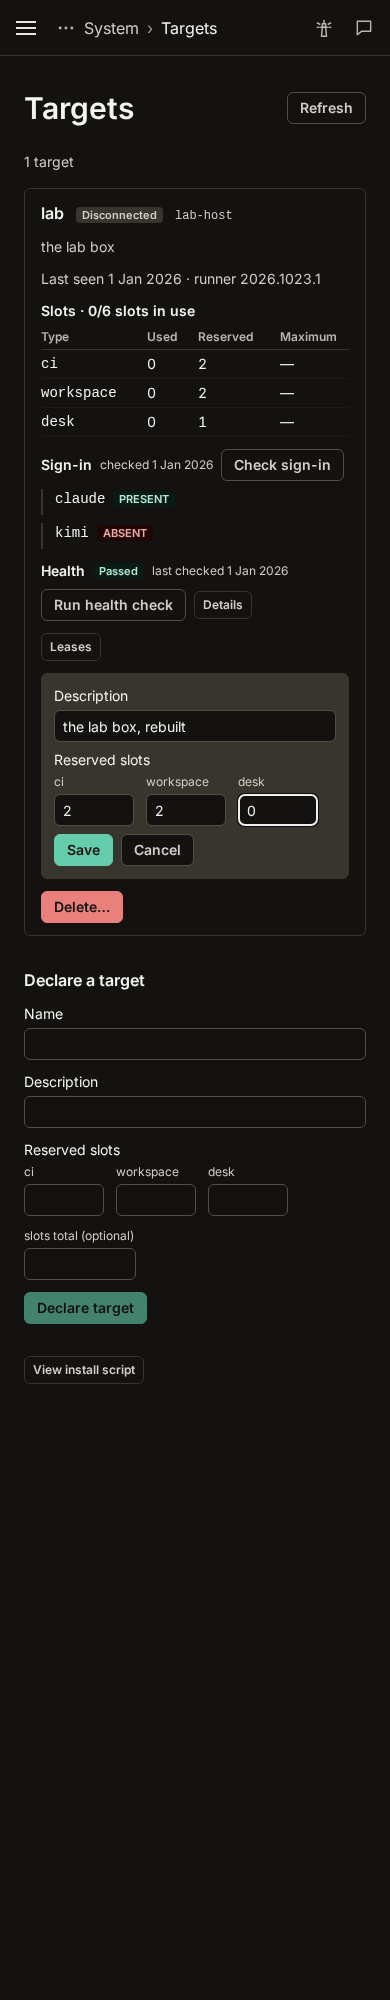 System › Targets
Targets
Refresh
1 target
lab Disconnected lab-host
the lab box
Last seen 1 Jan 2026 · runner 2026.1023.1
Slots · 0/6 slots in use
Type Used Reserved Maximum
ci 0 2 —
workspace 0 2 —
desk 0 1 —
Sign-in checked 1 Jan 2026 Check sign-in
claude PRESENT
kimi ABSENT
Health Passed last checked 1 Jan 2026
Run health check Details
Leases
Description
the lab box, rebuilt
Reserved slots
ci workspace desk
2 2 0
Save Cancel
Delete...
Declare a target
Name
Description
Reserved slots
ci workspace desk
slots total (optional)
Declare target
View install script